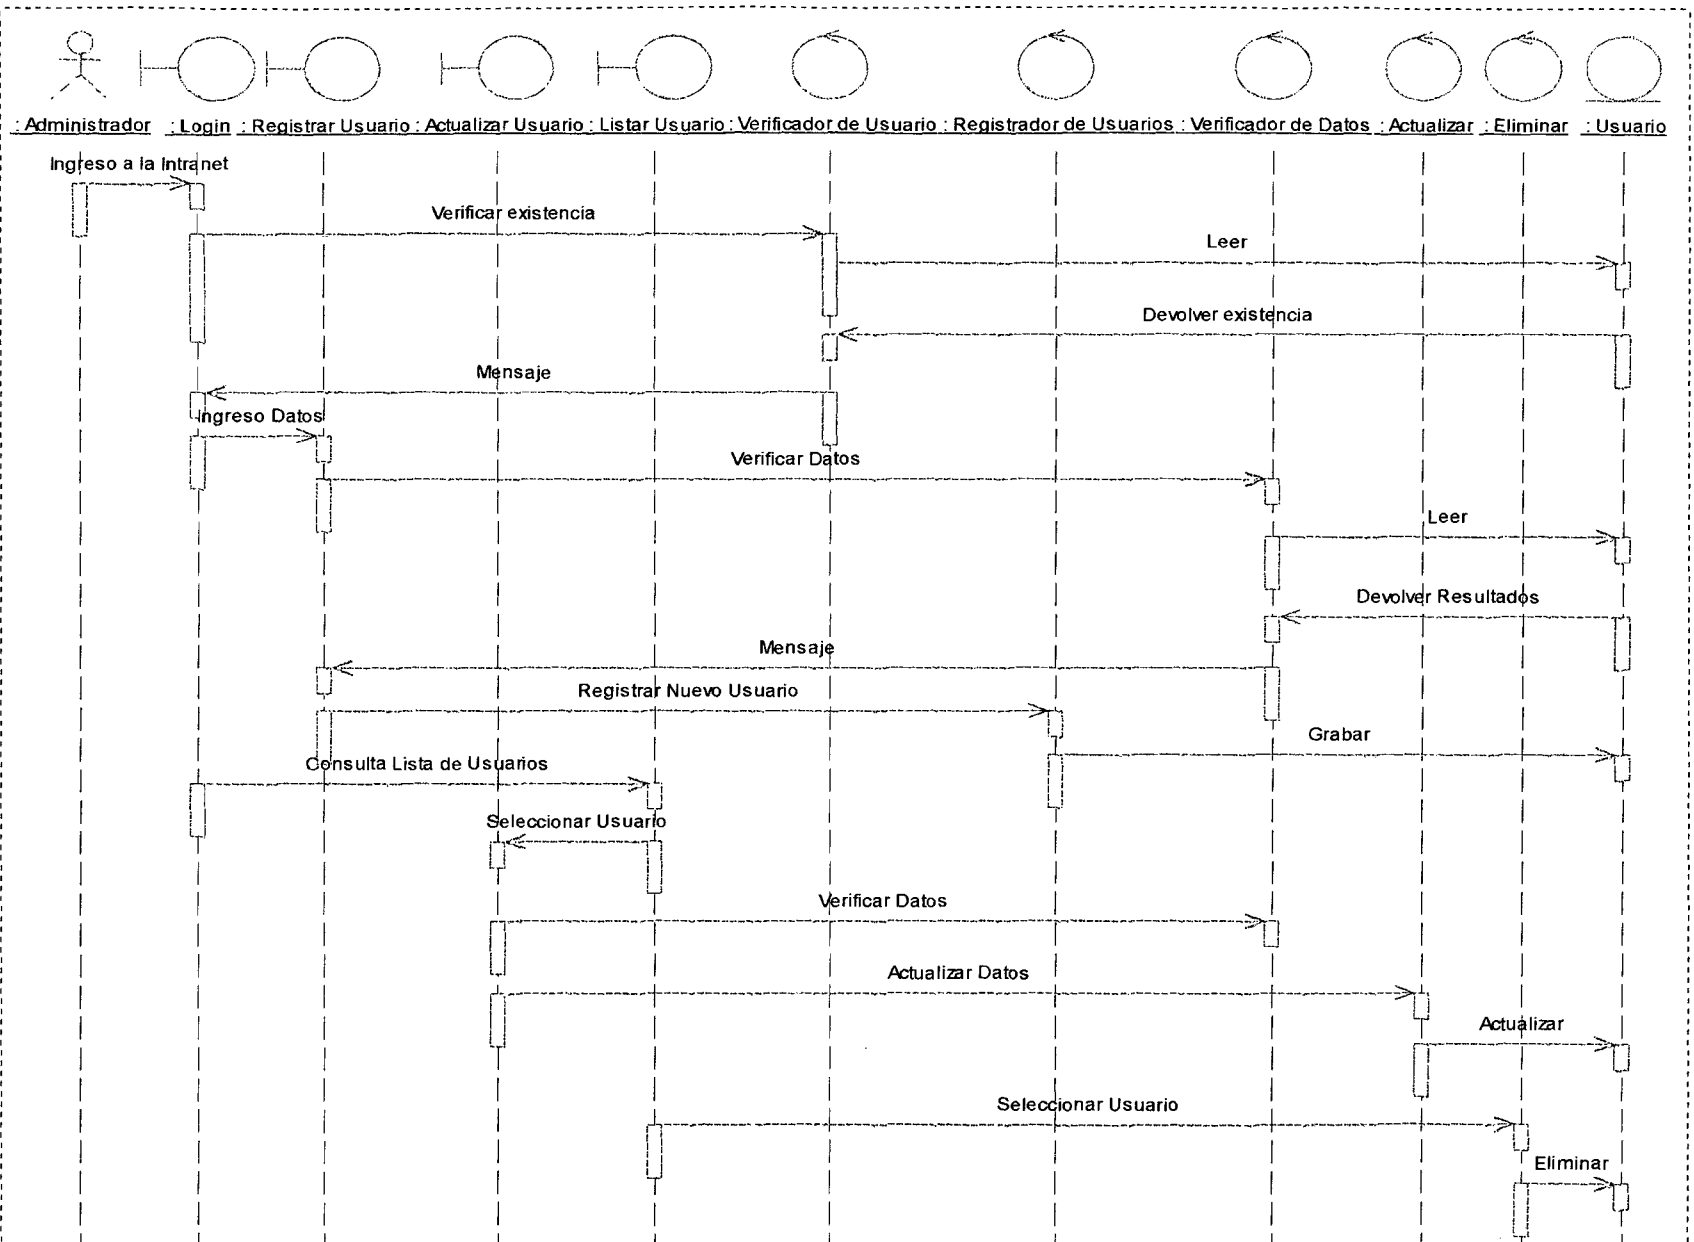 : Administrador : Login : Registrar Usuario : Actualizar Usuario : Listar Usuario : Verificador de Usuario : Registrador de Usuarios : Verificador de Datos : Actualizar : Eliminar : Usuario
Ingreso a la Intranet
Verificar existencia
Leer
Devolver existencia
Mensaje
Ingreso Datos
Verificar Datos
Leer
Devolver Resultados
Mensaje
Registrar Nuevo Usuario
Grabar
Consulta Lista de Usuarios
Seleccionar Usuario
Verificar Datos
Actualizar Datos
Actualizar
Seleccionar Usuario
Eliminar